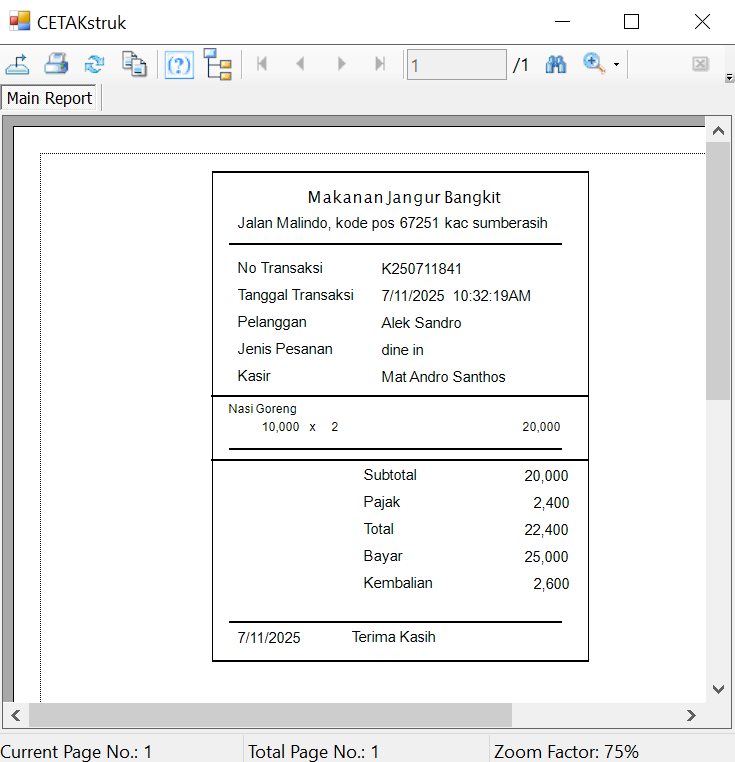 CETAKstruk
1 /1
Main Report
Makanan Jangur Bangkit
Jalan Malindo, kode pos 67251 kac sumberasih
No Transaksi K250711841
Tanggal Transaksi 7/11/2025 10:32:19AM
Pelanggan Alek Sandro
Jenis Pesanan dine in
Kasir Mat Andro Santhos
Nasi Goreng
10,000 x 2 20,000
Subtotal 20,000
Pajak 2,400
Total 22,400
Bayar 25,000
Kembalian 2,600
7/11/2025 Terima Kasih
Current Page No.: 1 Total Page No.: 1 Zoom Factor: 75%